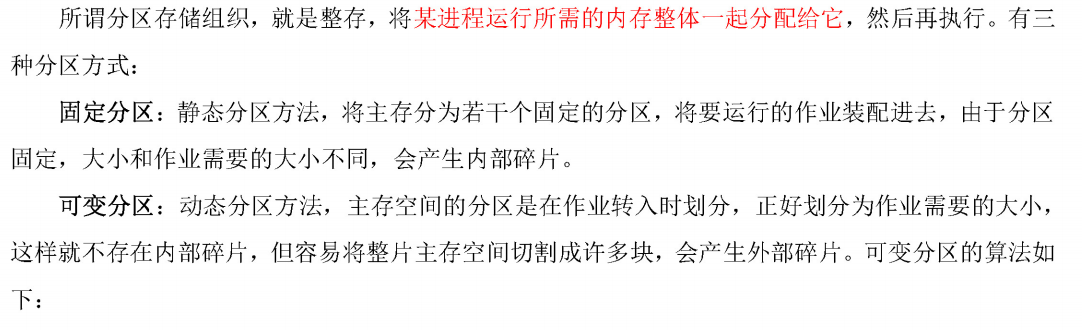 所谓分区存储组织，就是整存，将某进程运行所需的内存整体一起分配给它，然后再执行。有三
种分区方式：
固定分区：静态分区方法，将主存分为若干个固定的分区，将要运行的作业装配进去，由于分区
固定，大小和作业需要的大小不同，会产生内部碎片。
可变分区：动态分区方法，主存空间的分区是在作业转入时划分，正好划分为作业需要的大小，
这样就不存在内部碎片，但容易将整片主存空间切割成许多块，会产生外部碎片。可变分区的算法如
下：